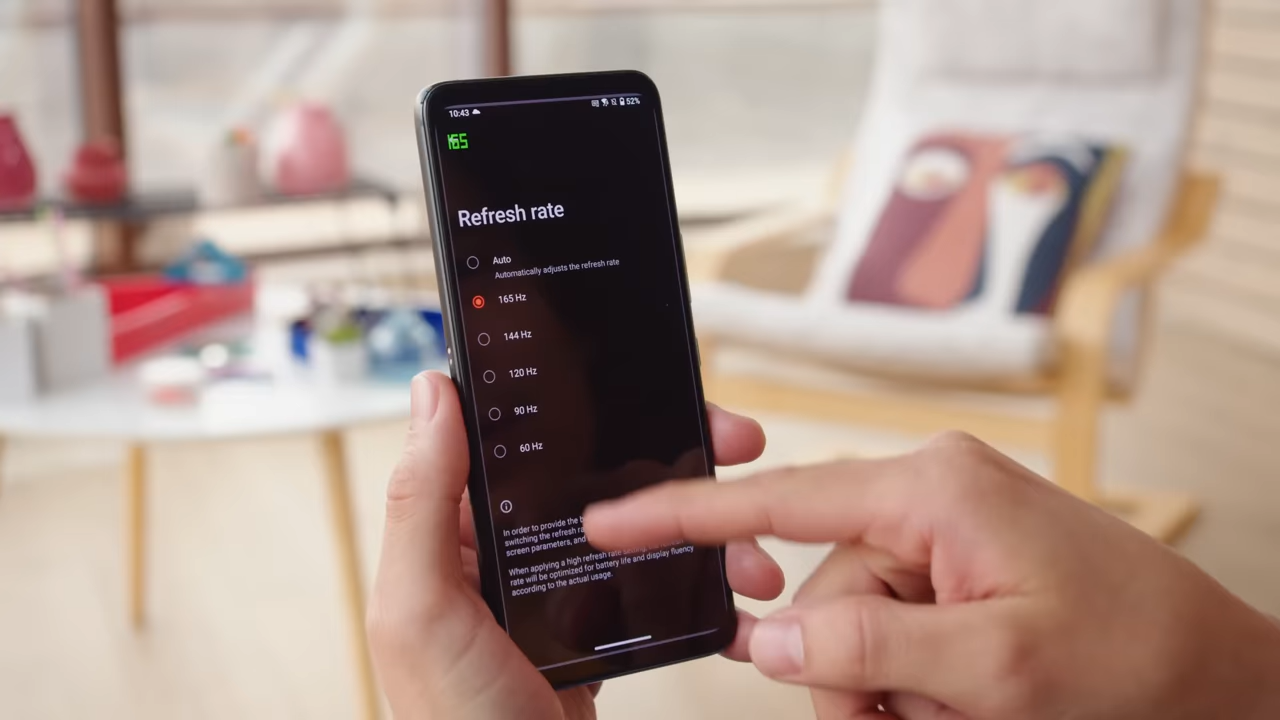 10:43 52%
165
Refresh rate
Auto
Automatically adjusts the refresh rate
165 Hz
144 Hz
120 Hz
90 Hz
60 Hz
In order to provide the
switching the refresh
screen parameters, and
When applying a high refresh rate
rate will be optimized for battery life and display fluency
according to the actual usage.